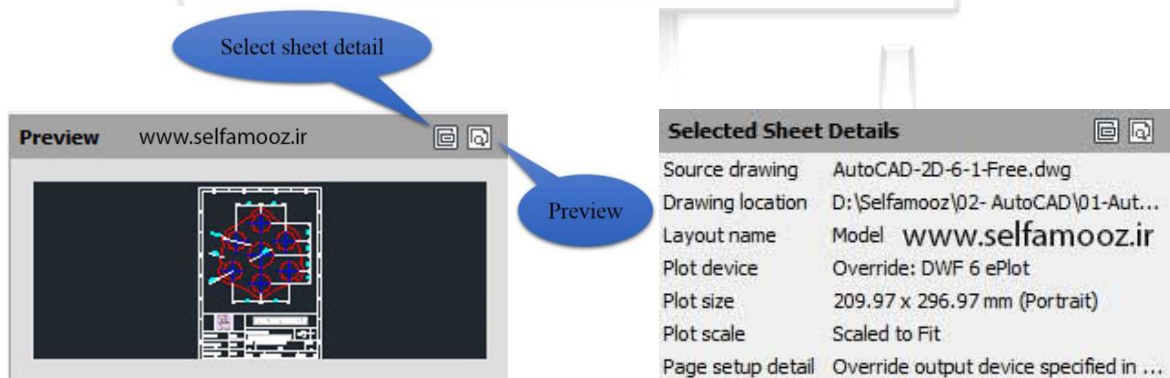 Select sheet detail
Preview www.selfamooz.ir
Preview
Selected Sheet Details
Source drawing AutoCAD-2D-6-1-Free.dwg
Drawing location D:\Selfamooz\02- AutoCAD\01-Aut...
Layout name Model www.selfamooz.ir
Plot device Override: DWF 6 ePlot
Plot size 209.97 x 296.97 mm (Portrait)
Plot scale Scaled to Fit
Page setup detail Override output device specified in ...